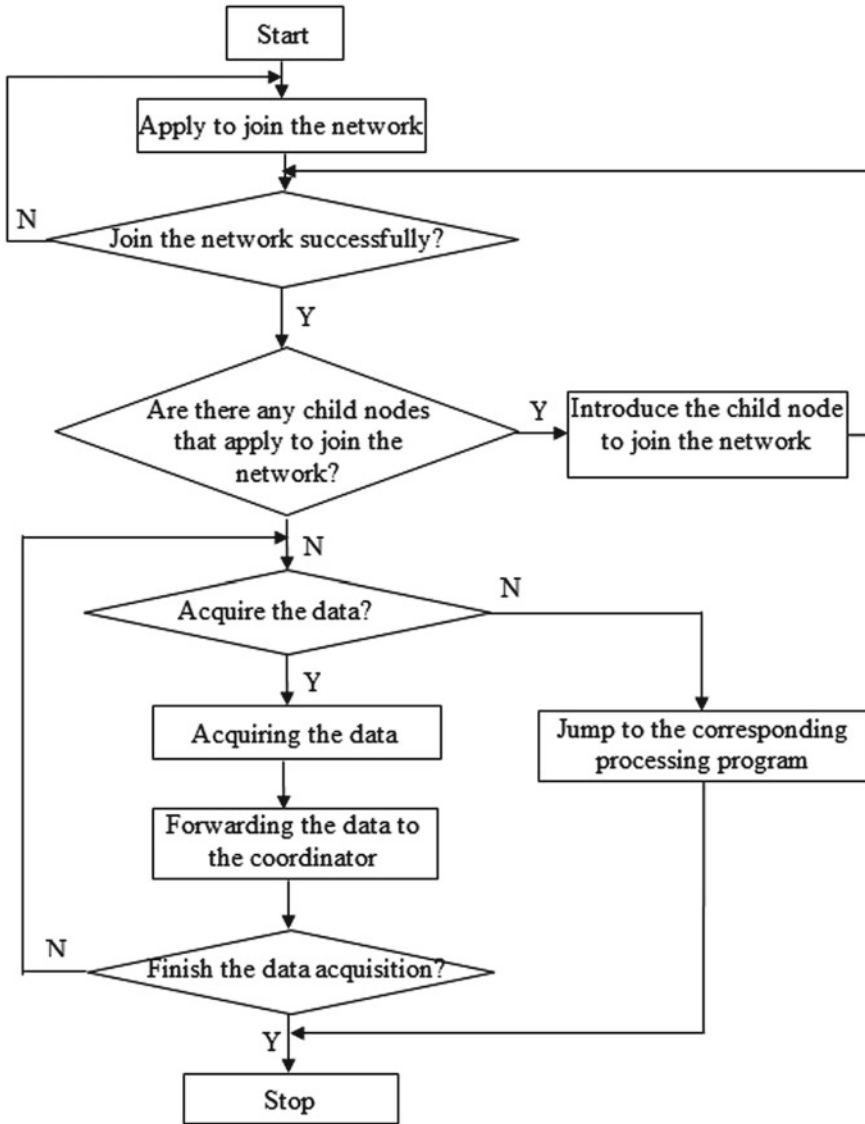 Start
Apply to join the network
N
Join the network successfully?
Y
Are there any child nodes
that apply to join the
network?
Y
Introduce the child node
to join the network
N
Acquire the data?
N
Y
Acquiring the data
Jump to the corresponding
processing program
Forwarding the data to
the coordinator
N
Finish the data acquisition?
Y
Stop